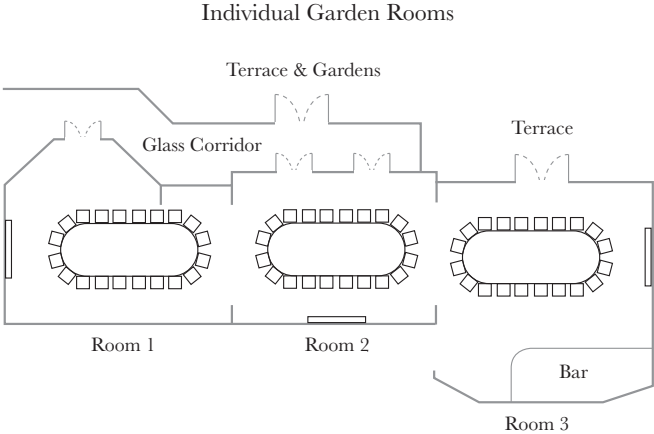 Individual Garden Rooms
Terrace & Gardens
Terrace
Glass Corridor
Room 1
Room 2
Bar
Room 3